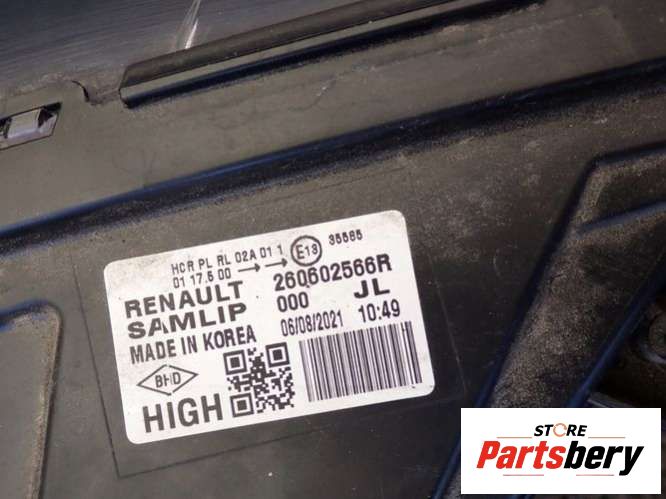 HCR PL RL 02A 01 1 E13 35565
01 17.5 00 → →
RENAULT 260602566R
SAMLIP 000 JL
MADE IN KOREA 06/08/2021 10:49
BHD
HIGH
STORE
Partsbery